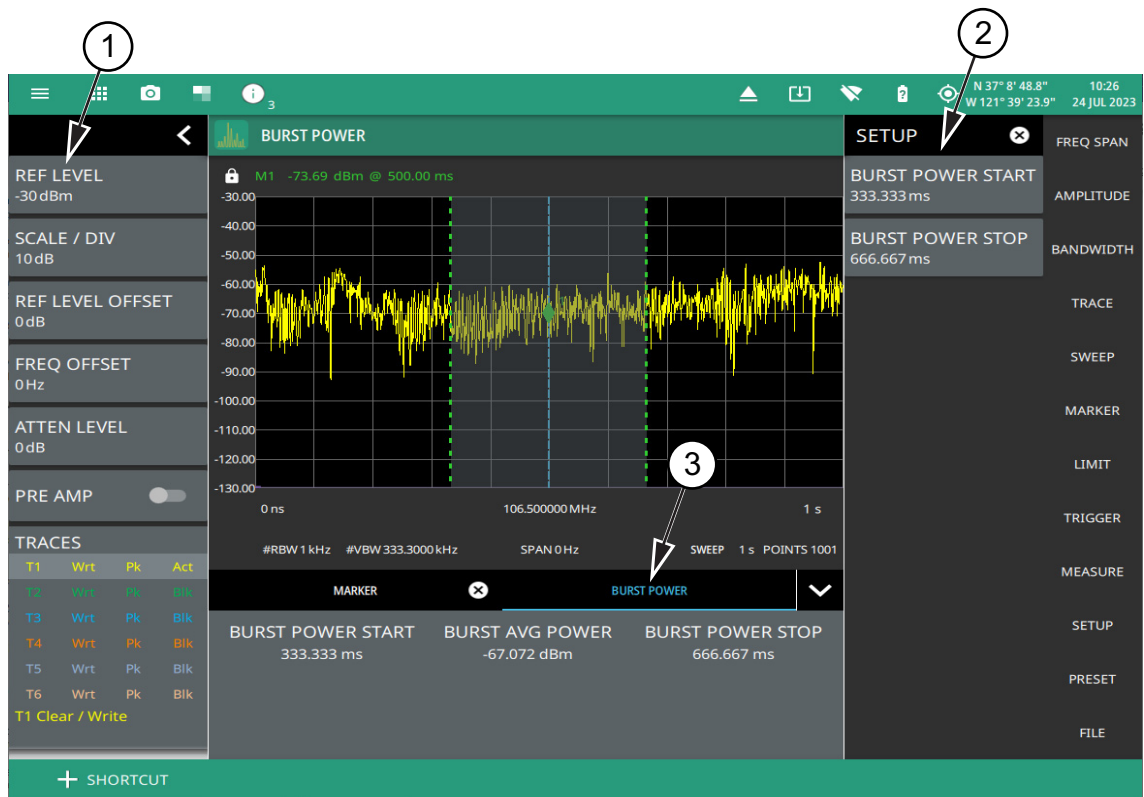 1
2
3
N 37° 8' 48.8"
W 121° 39' 23.9"
10:26
24 JUL 2023
REF LEVEL
-30 dBm
SCALE / DIV
10 dB
REF LEVEL OFFSET
0 dB
FREQ OFFSET
0 Hz
ATTEN LEVEL
0 dB
PRE AMP
TRACES
T1 Wrt Pk Act
T2 Wrt Pk Blk
T3 Wrt Pk Blk
T4 Wrt Pk Blk
T5 Wrt Pk Blk
T6 Wrt Pk Blk
T1 Clear / Write
BURST POWER
M1 -73.69 dBm @ 500.00 ms
-30.00
-40.00
-50.00
-60.00
-70.00
-80.00
-90.00
-100.00
-110.00
-120.00
-130.00
3
0 ns 106.500000 MHz 1 s
#RBW 1 kHz #VBW 333.3000 kHz SPAN 0 Hz SWEEP 1 s POINTS 1001
MARKER
BURST POWER
BURST POWER START
333.333 ms
BURST AVG POWER
-67.072 dBm
BURST POWER STOP
666.667 ms
SETUP
BURST POWER START
333.333 ms
BURST POWER STOP
666.667 ms
FREQ SPAN
AMPLITUDE
BANDWIDTH
TRACE
SWEEP
MARKER
LIMIT
TRIGGER
MEASURE
SETUP
PRESET
FILE
SHORTCUT